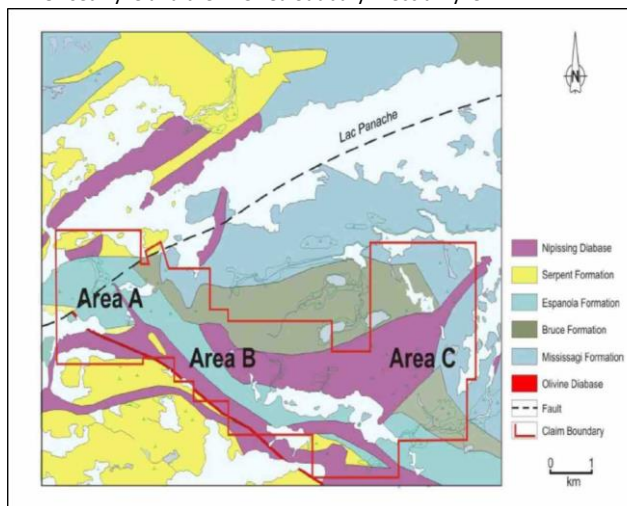 N
Lac Panache
Nipissing Diabase
Serpent Formation
Espanola Formation
Bruce Formation
Mississagi Formation
Olivine Diabase
Fault
Claim Boundary
Area A
Area B
Area C
0 1
km